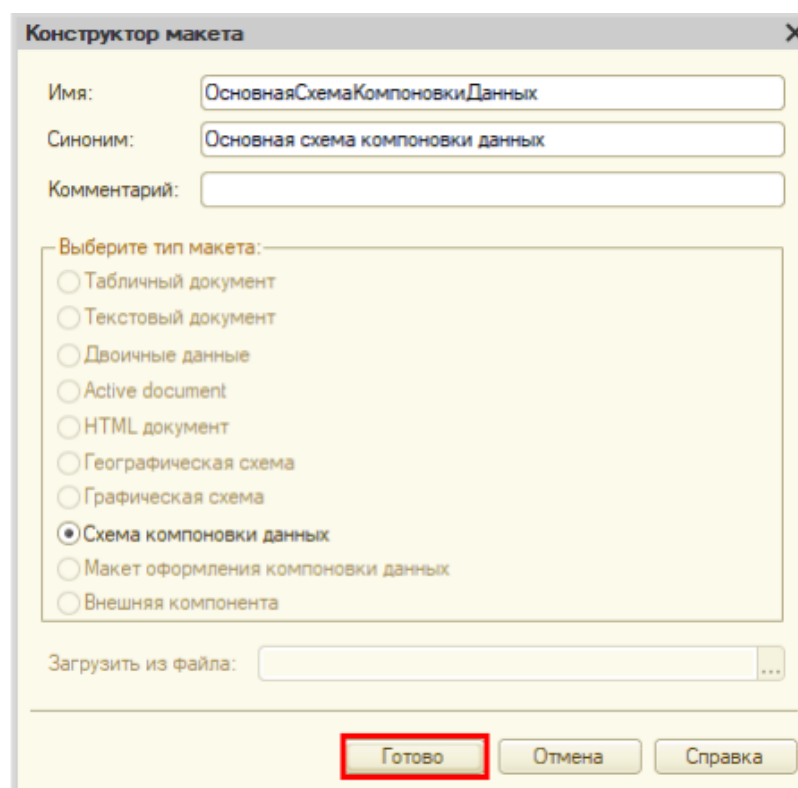 Конструктор макета
Имя: ОсновнаяСхемаКомпоновкиДанных
Синоним: Основная схема компоновки данных
Комментарий:
Выберите тип макета:
Табличный документ
Текстовый документ
Двоичные данные
Active document
HTML документ
Географическая схема
Графическая схема
Схема компоновки данных
Макет оформления компоновки данных
Внешняя компонента
Загрузить из файла: ...
Готово Отмена Справка